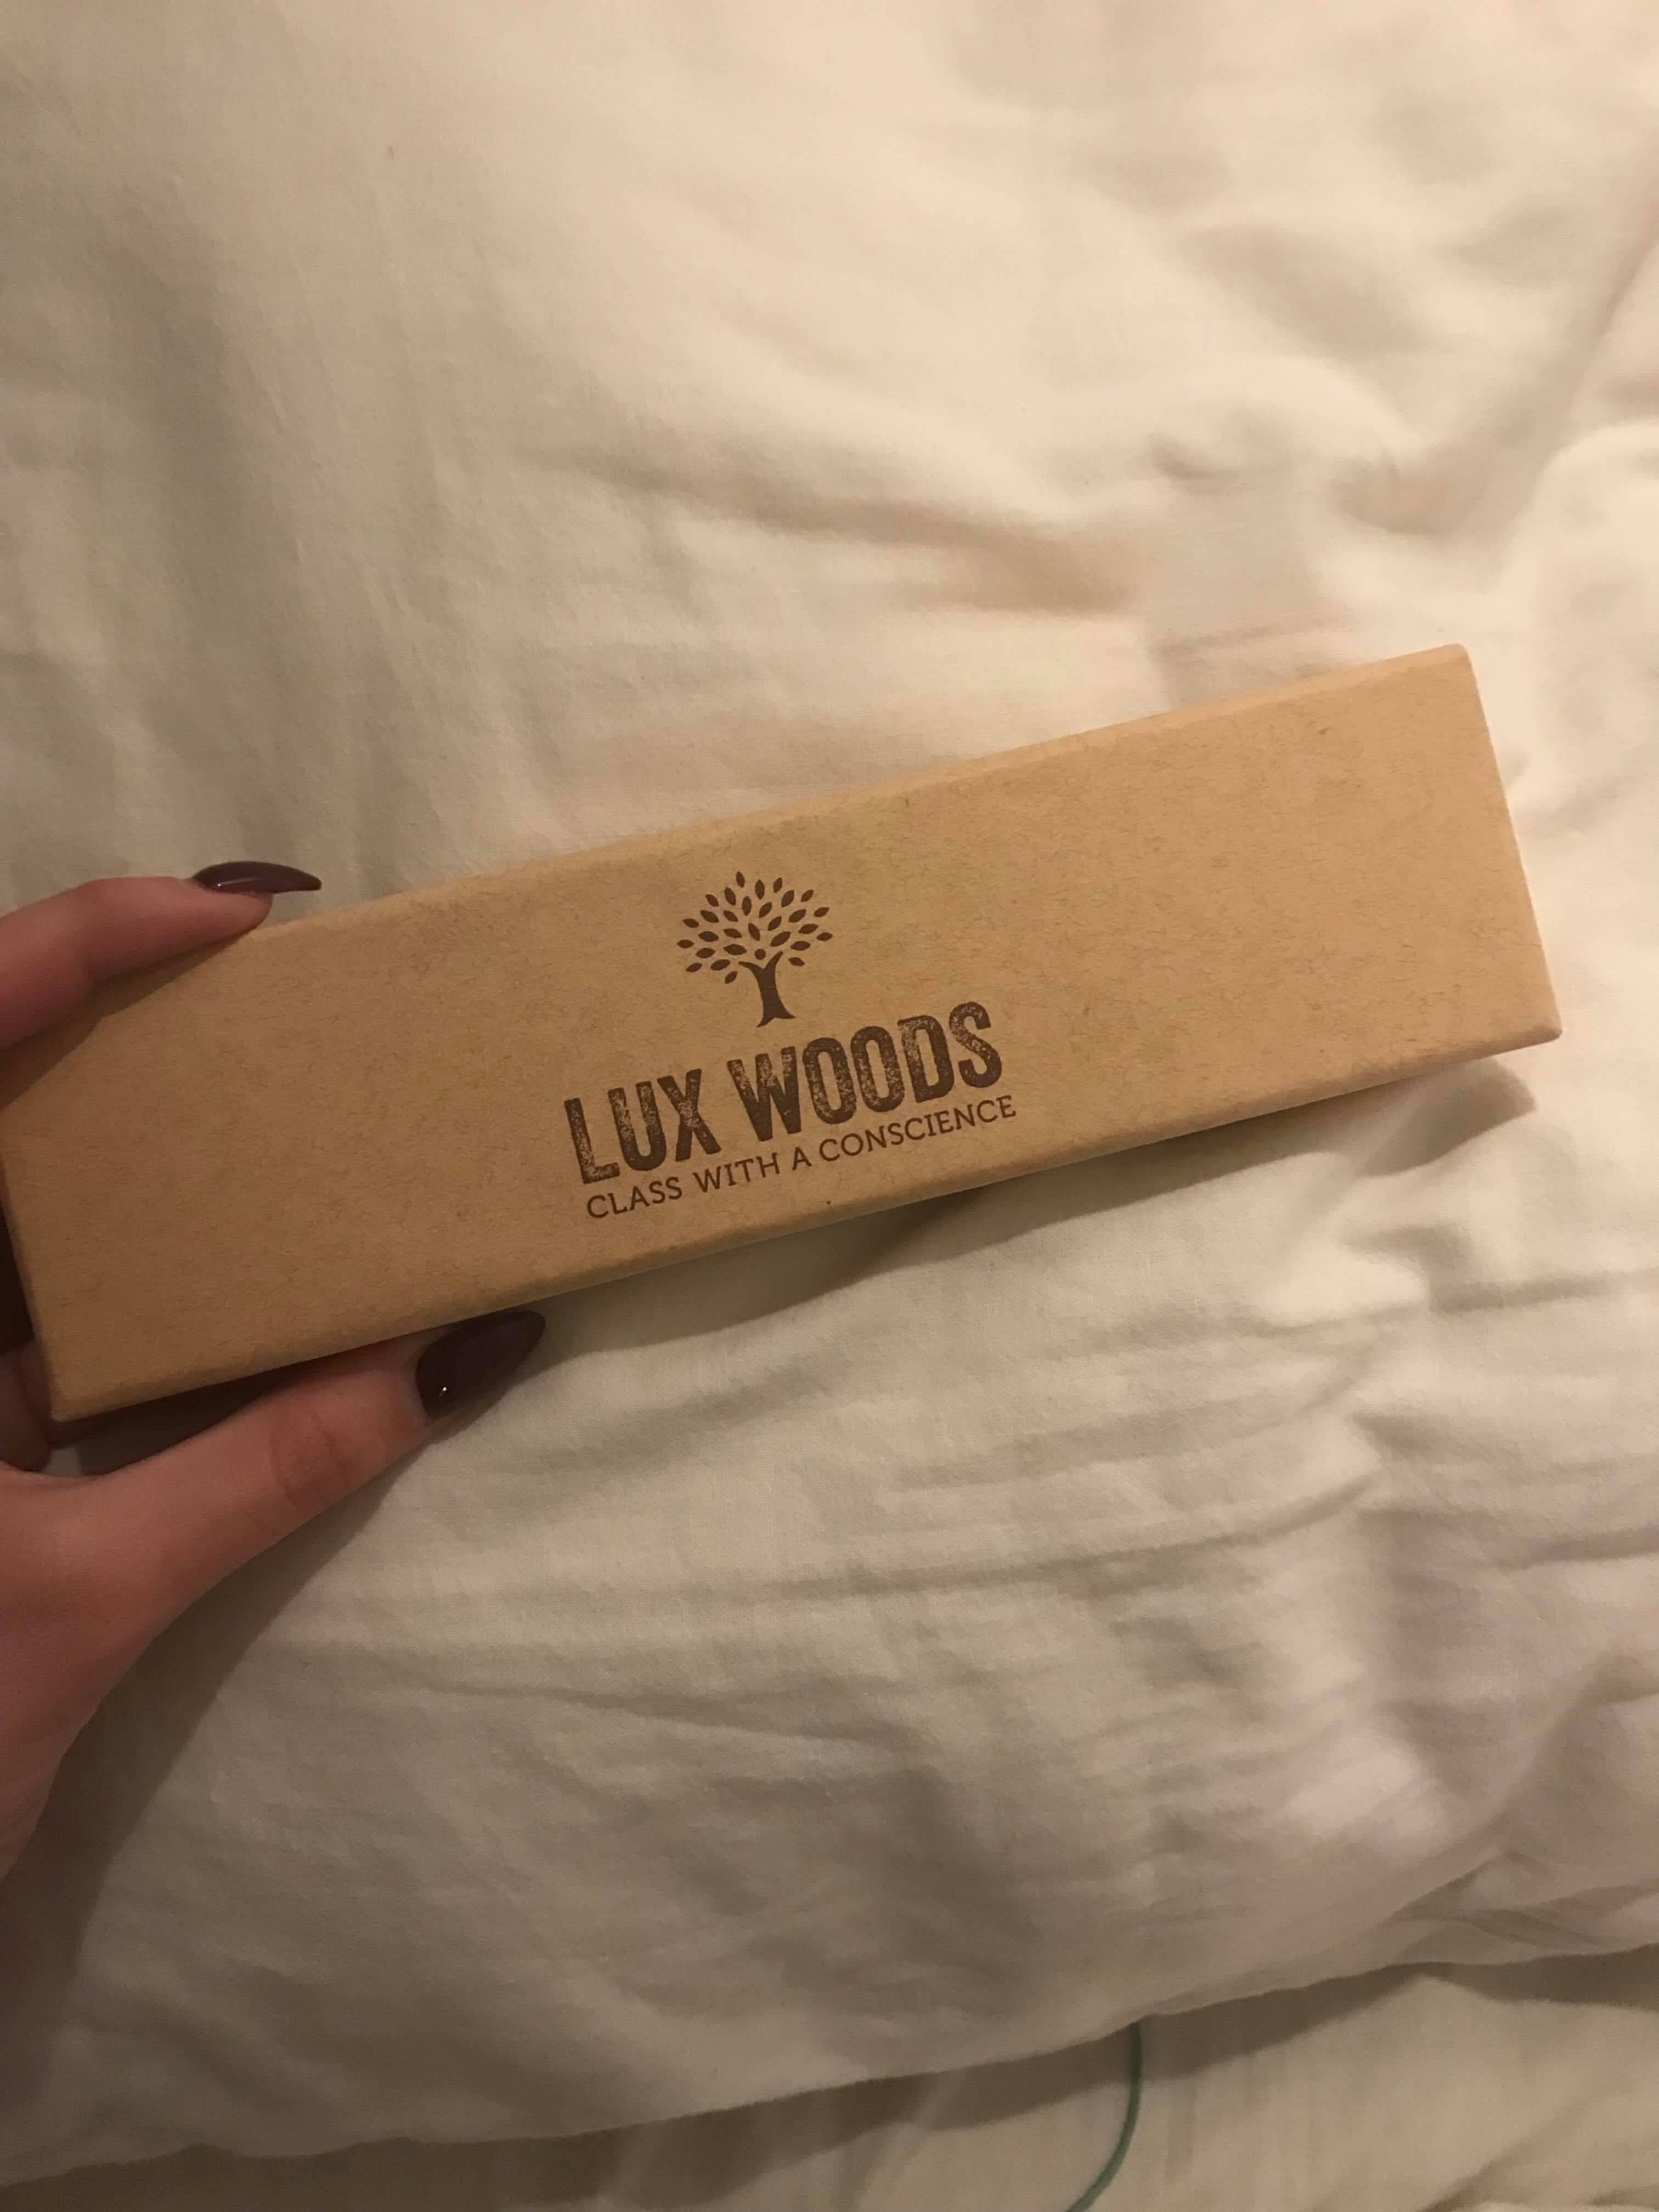 LUX WOODS
CLASS WITH A CONSCIENCE